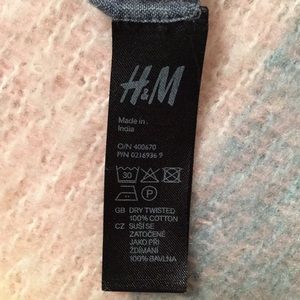 H&M
Made in.
India
O/N 400670
P/N 0216936 9
30
P
GB DRY TWISTED
100% COTTON
CZ SUŠÍ SE
ZATOČENÉ
JAKO PŘI
ŽDÍMÁNÍ
100% BAVLNA